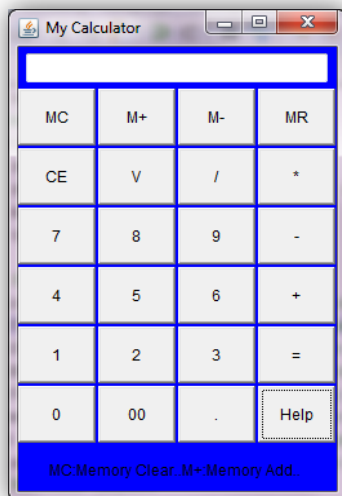 My Calculator
MC M+ M- MR
CE V / *
7 8 9 -
4 5 6 +
1 2 3 =
0 00 . Help
MC:Memory Clear..M+:Memory Add..